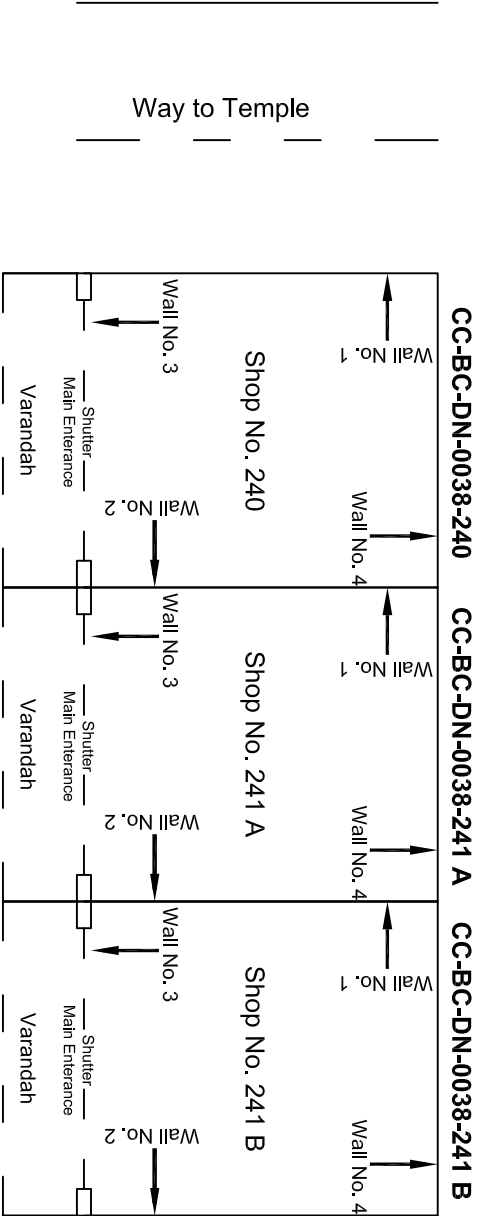 Way to Temple
CC-BC-DN-0038-240
Wall No. 1
Wall No. 4
Shop No. 240
Wall No. 3
Wall No. 2
Shutter
Main Enterance
Varandah
CC-BC-DN-0038-241 A
Wall No. 1
Wall No. 4
Shop No. 241 A
Wall No. 3
Wall No. 2
Shutter
Main Enterance
Varandah
CC-BC-DN-0038-241 B
Wall No. 1
Wall No. 4
Shop No. 241 B
Wall No. 3
Wall No. 2
Shutter
Main Enterance
Varandah